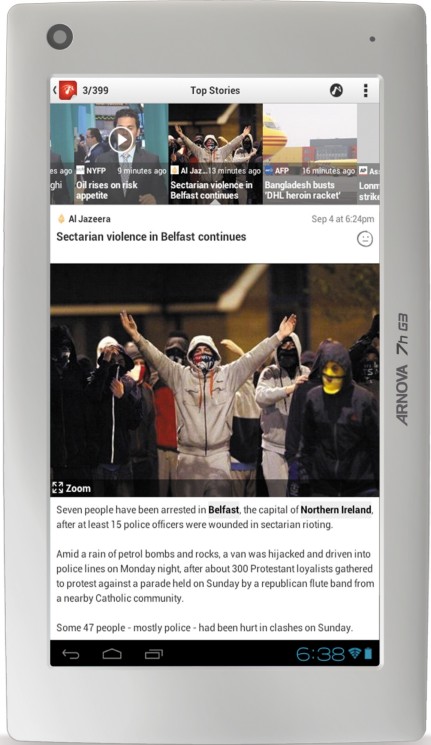 3/399
Top Stories
es ago
NYFP
9 minutes ago
Al Jaz...
13 minutes ago
AFP
16 minutes ago
ghi
Oil rises on risk
appetite
Sectarian violence in
Belfast continues
Bangladesh busts
'DHL heroin racket'
Lonm
strike
Al Jazeera
Sep 4 at 6:24pm
Sectarian violence in Belfast continues
Zoom
Seven people have been arrested in Belfast, the capital of Northern Ireland,
after at least 15 police officers were wounded in sectarian rioting.
Amid a rain of petrol bombs and rocks, a van was hijacked and driven into
police lines on Monday night, after about 300 Protestant loyalists gathered
to protest against a parade held on Sunday by a republican flute band from
a nearby Catholic community.
Some 47 people - mostly police - had been hurt in clashes on Sunday.
6:38
ARNOVA 7h G3